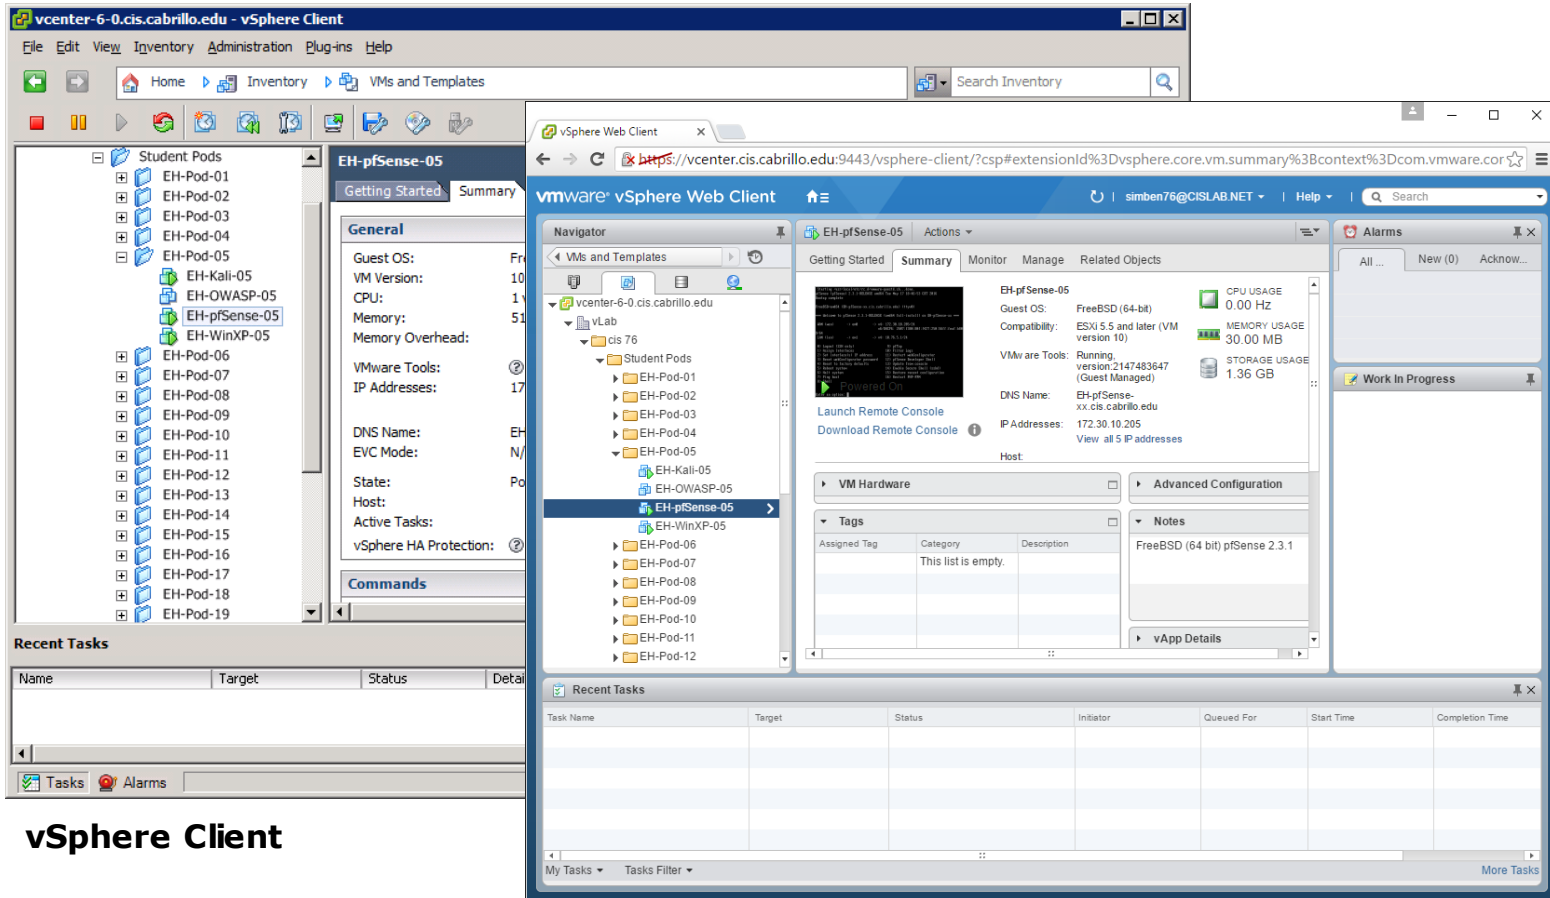 vcenter-6-0.cis.cabrillo.edu - vSphere Client
File Edit View Inventory Administration Plug-ins Help
Home Inventory VMs and Templates
Search Inventory
Student Pods
EH-Pod-01
EH-Pod-02
EH-Pod-03
EH-Pod-04
EH-Pod-05
EH-Kali-05
EH-OWASP-05
EH-pfSense-05
EH-WinXP-05
EH-Pod-06
EH-Pod-07
EH-Pod-08
EH-Pod-09
EH-Pod-10
EH-Pod-11
EH-Pod-12
EH-Pod-13
EH-Pod-14
EH-Pod-15
EH-Pod-16
EH-Pod-17
EH-Pod-18
EH-Pod-19
EH-pfSense-05
Getting Started Summary
General
Guest OS: Fre
VM Version: 10
CPU: 1 v
Memory: 51
Memory Overhead:
VMware Tools:
IP Addresses: 17
DNS Name: EH
EVC Mode: N/
State: Po
Host:
Active Tasks:
vSphere HA Protection:
Commands
Recent Tasks
Name Target Status Detai
Tasks Alarms
vSphere Client
vSphere Web Client
https://vcenter.cis.cabrillo.edu:9443/vsphere-client/?csp#extensionId%3Dvsphere.core.vm.summary%3Bcontext%3Dcom.vmware.cor
vmware® vSphere Web Client
simben76@CISLAB.NET | Help | Search
Navigator
VMs and Templates
vcenter-6-0.cis.cabrillo.edu
vLab
cis 76
Student Pods
EH-Pod-01
EH-Pod-02
EH-Pod-03
EH-Pod-04
EH-Pod-05
EH-Kali-05
EH-OWASP-05
EH-pfSense-05
EH-WinXP-05
EH-Pod-06
EH-Pod-07
EH-Pod-08
EH-Pod-09
EH-Pod-10
EH-Pod-11
EH-Pod-12
EH-pfSense-05 Actions
Getting Started Summary Monitor Manage Related Objects
Powered On
Launch Remote Console
Download Remote Console
EH-pfSense-05
Guest OS: FreeBSD (64-bit)
Compatibility: ESXi 5.5 and later (VM
version 10)
VMware Tools: Running,
version:2147483647
(Guest Managed)
DNS Name: EH-pfSense-
xx.cis.cabrillo.edu
IP Addresses: 172.30.10.205
View all 5 IP addresses
Host:
CPU USAGE
0.00 Hz
MEMORY USAGE
30.00 MB
STORAGE USAGE
1.36 GB
VM Hardware
Advanced Configuration
Tags
Assigned Tag Category Description
This list is empty.
Notes
FreeBSD (64 bit) pfSense 2.3.1
vApp Details
Alarms
All ... New (0) Acknow...
Work In Progress
Recent Tasks
Task Name Target Status Initiator Queued For Start Time Completion Time
My Tasks Tasks Filter More Tasks